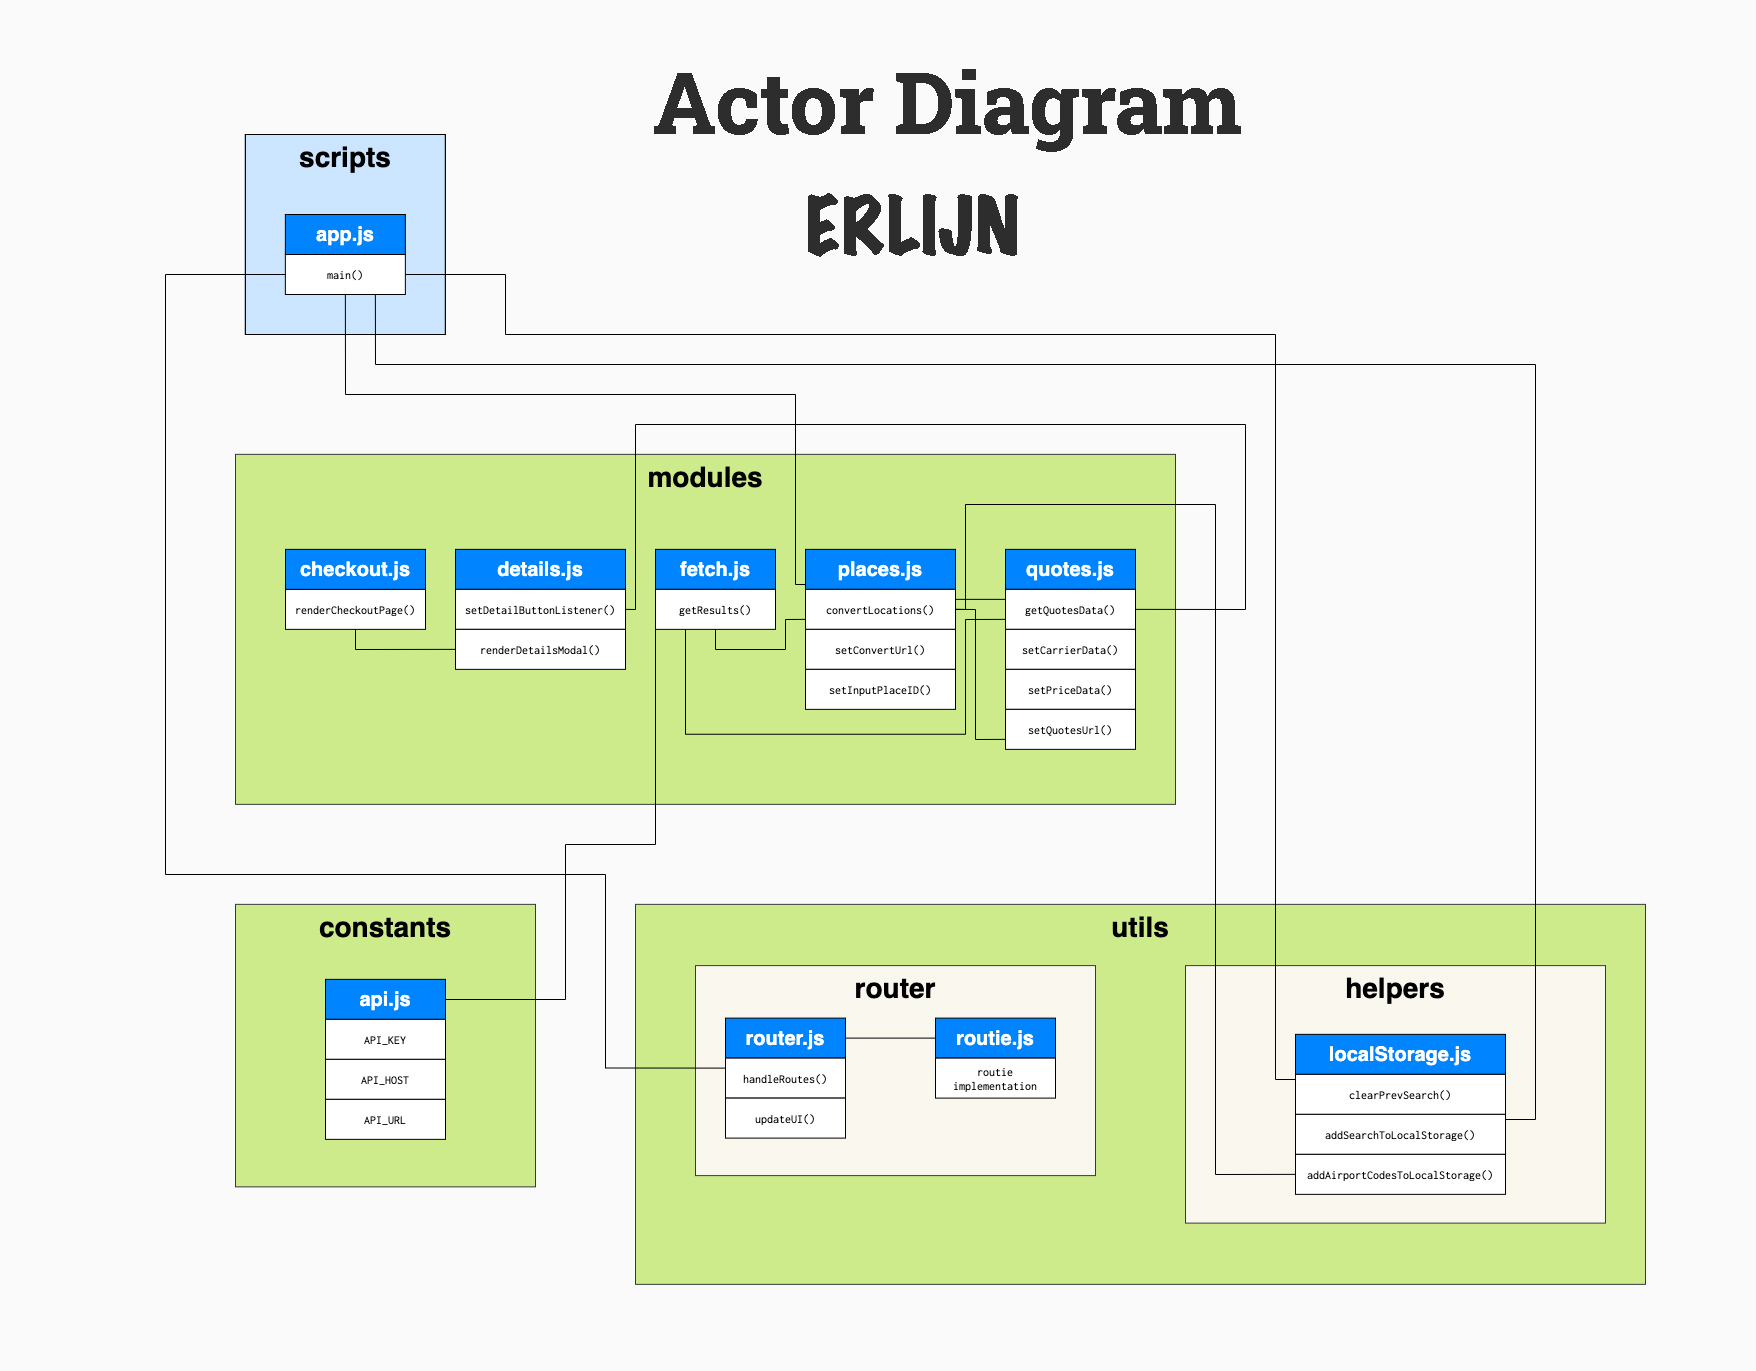 Actor Diagram
ERLIJN
scripts
app.js
main()
modules
checkout.js
renderCheckoutPage()
details.js
setDetailButtonListener()
renderDetailsModal()
fetch.js
getResults()
places.js
convertLocations()
setConvertUrl()
setInputPlaceID()
quotes.js
getQuotesData()
setCarrierData()
setPriceData()
setQuotesUrl()
constants
api.js
API_KEY
API_HOST
API_URL
utils
router
router.js
handleRoutes()
updateUI()
routie.js
routie
implementation
helpers
localStorage.js
clearPrevSearch()
addSearchToLocalStorage()
addAirportCodesToLocalStorage()